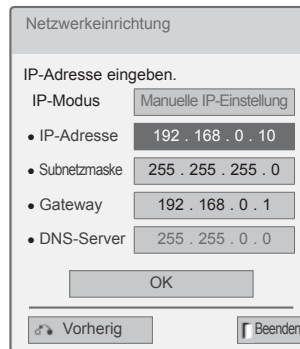 Netzwerkeinrichtung
IP-Adresse eingeben.
IP-Modus Manuelle IP-Einstellung
• IP-Adresse 192 . 168 . 0 . 10
• Subnetzmaske 255 . 255 . 255 . 0
• Gateway 192 . 168 . 0 . 1
• DNS-Server 255 . 255 . 0 . 0
OK
Vorherig Beenden